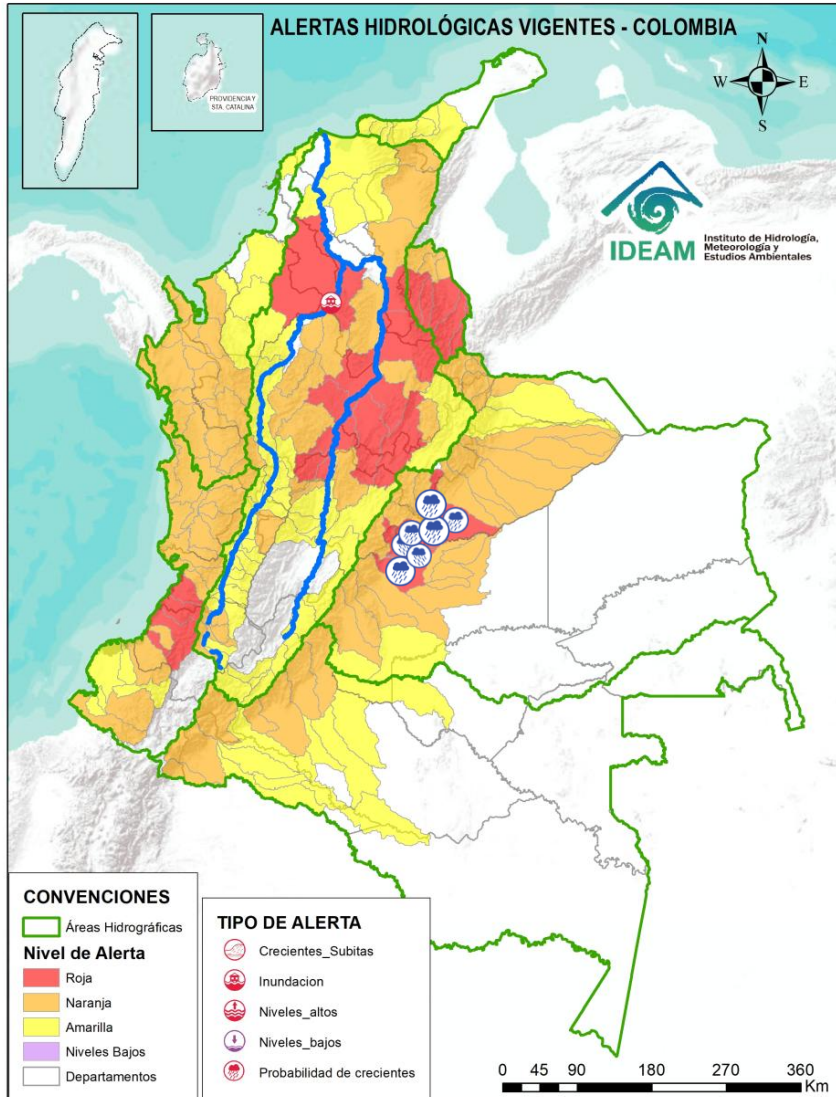 ALERTAS HIDROLÓGICAS VIGENTES - COLOMBIA
N
W
E
S
PROVIDENCIA Y
STA. CATALINA
IDEAM
Instituto de Hidrología,
Meteorología y
Estudios Ambientales
CONVENCIONES
Áreas Hidrográficas
Nivel de Alerta
Roja
Naranja
Amarilla
Niveles Bajos
Departamentos
TIPO DE ALERTA
Crecientes_Subitas
Inundacion
Niveles_altos
Niveles_bajos
Probabilidad de crecientes
0 45 90 180 270 360
Km